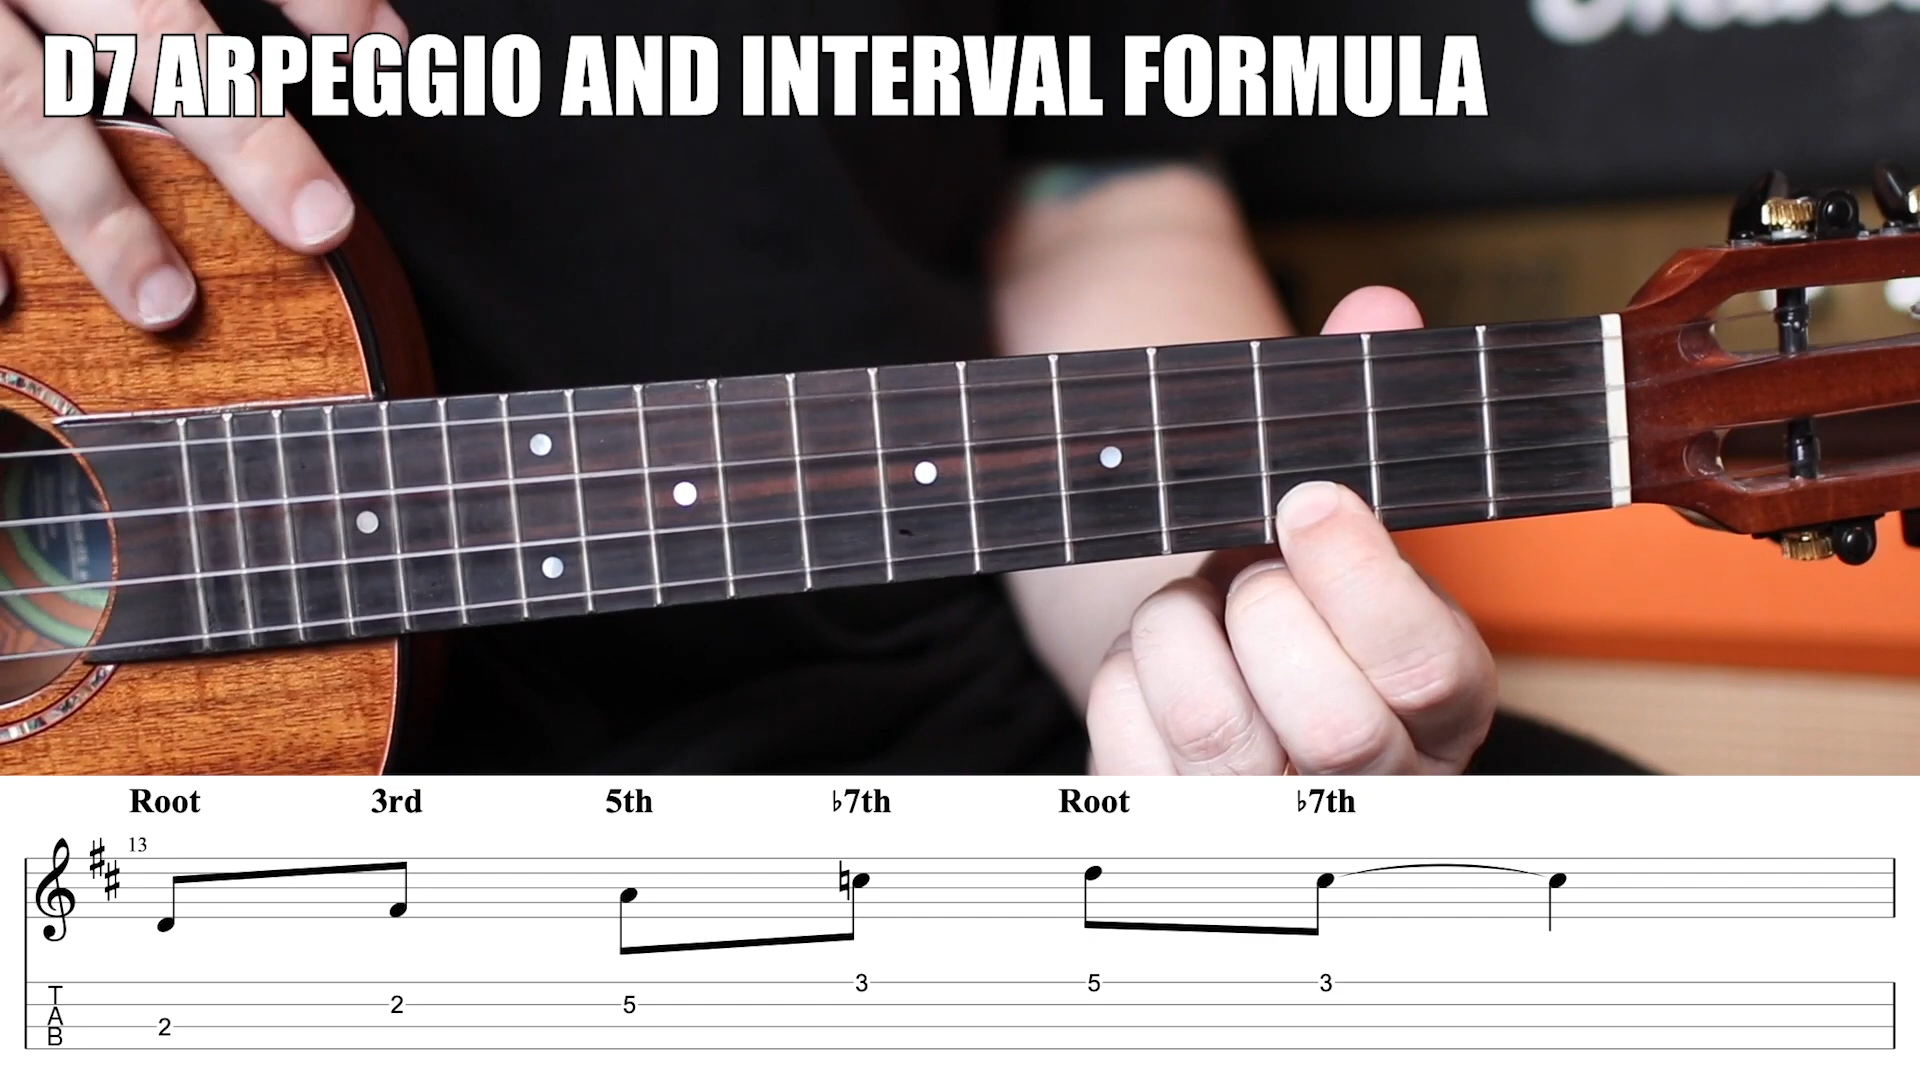 D7 ARPEGGIO AND INTERVAL FORMULA
Root 3rd 5th ♭7th Root ♭7th
13
3 5 3
T 2 5
A 2
B